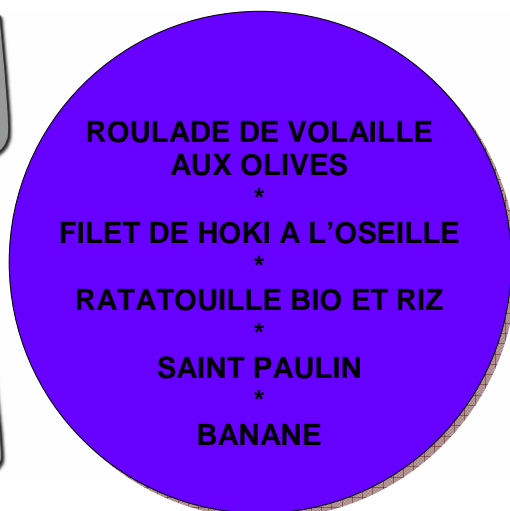 ROULADE DE VOLAILLE
AUX OLIVES
*
FILET DE HOKI A L’OSEILLE
*
RATATOUILLE BIO ET RIZ
*
SAINT PAULIN
*
BANANE